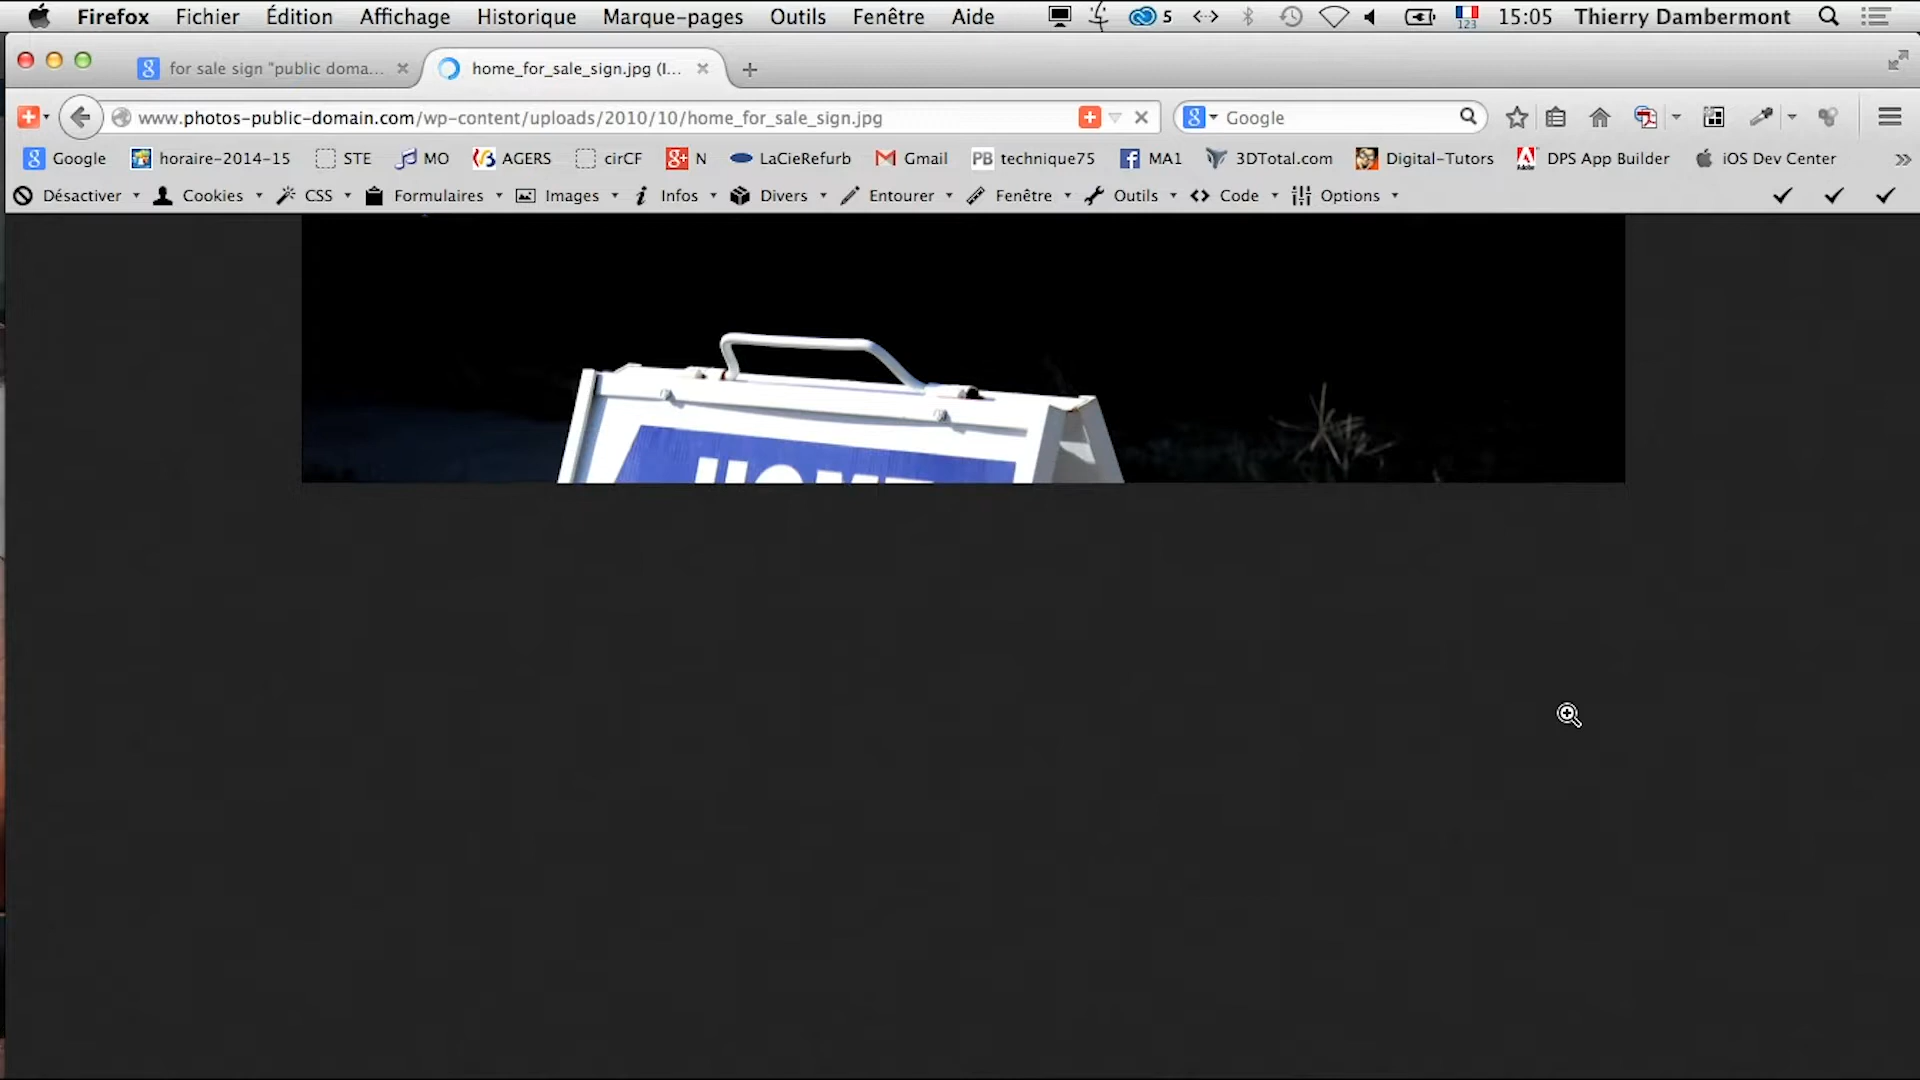 Firefox Fichier Édition Affichage Historique Marque-pages Outils Fenêtre Aide 5 123 15:05 Thierry Dambermont
for sale sign "public doma... home_for_sale_sign.jpg (I...
www.photos-public-domain.com/wp-content/uploads/2010/10/home_for_sale_sign.jpg Google
Google horaire-2014-15 STE MO AGERS cirCF N LaCieRefurb Gmail PB technique75 MA1 3DTotal.com Digital-Tutors DPS App Builder iOS Dev Center
Désactiver Cookies CSS Formulaires Images Infos Divers Entourer Fenêtre Outils Code Options
HOME